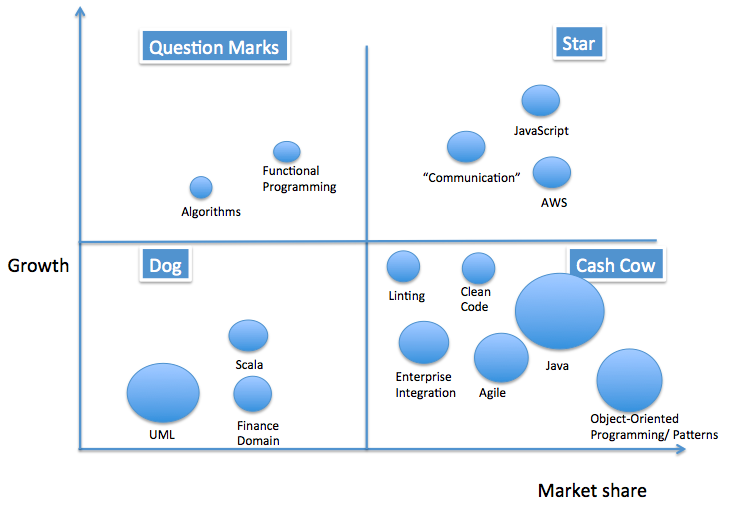 Question Marks
Star
JavaScript
“Communication”
Functional
Programming
AWS
Algorithms
Growth
Dog
Cash Cow
Linting
Clean
Code
Scala
Enterprise
Integration
Agile
Java
UML
Finance
Domain
Object-Oriented
Programming/ Patterns
Market share